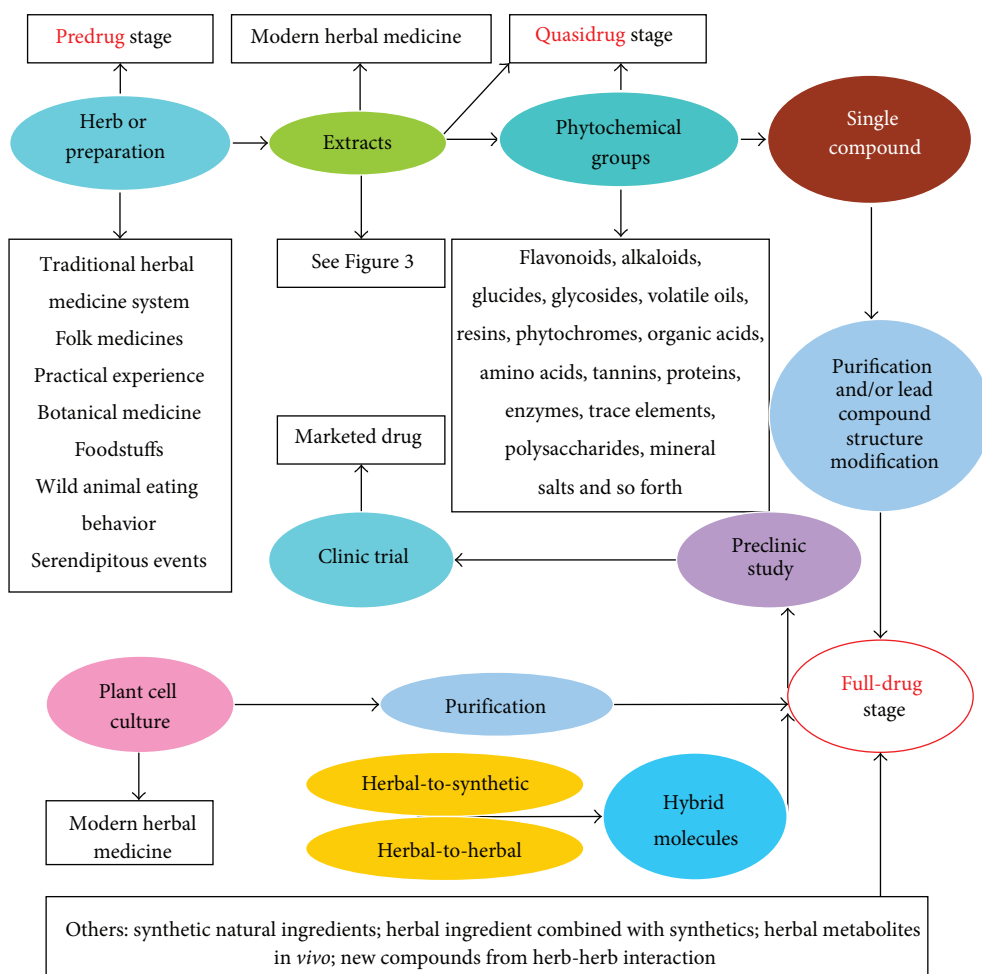 Predrug stage
Modern herbal medicine
Quasidrug stage
Herb or
preparation
Extracts
Phytochemical
groups
Single
compound
Traditional herbal
medicine system
Folk medicines
Practical experience
Botanical medicine
Foodstuffs
Wild animal eating
behavior
Serendipitous events
See Figure 3
Flavonoids, alkaloids,
glucides, glycosides, volatile oils,
resins, phytochromes, organic acids,
amino acids, tannins, proteins,
enzymes, trace elements,
polysaccharides, mineral
salts and so forth
Purification
and/or lead
compound
structure
modification
Marketed drug
Clinic trial
Preclinic
study
Plant cell
culture
Purification
Full-drug
stage
Herbal-to-synthetic
Herbal-to-herbal
Hybrid
molecules
Modern herbal
medicine
Others: synthetic natural ingredients; herbal ingredient combined with synthetics; herbal metabolites
in vivo; new compounds from herb-herb interaction